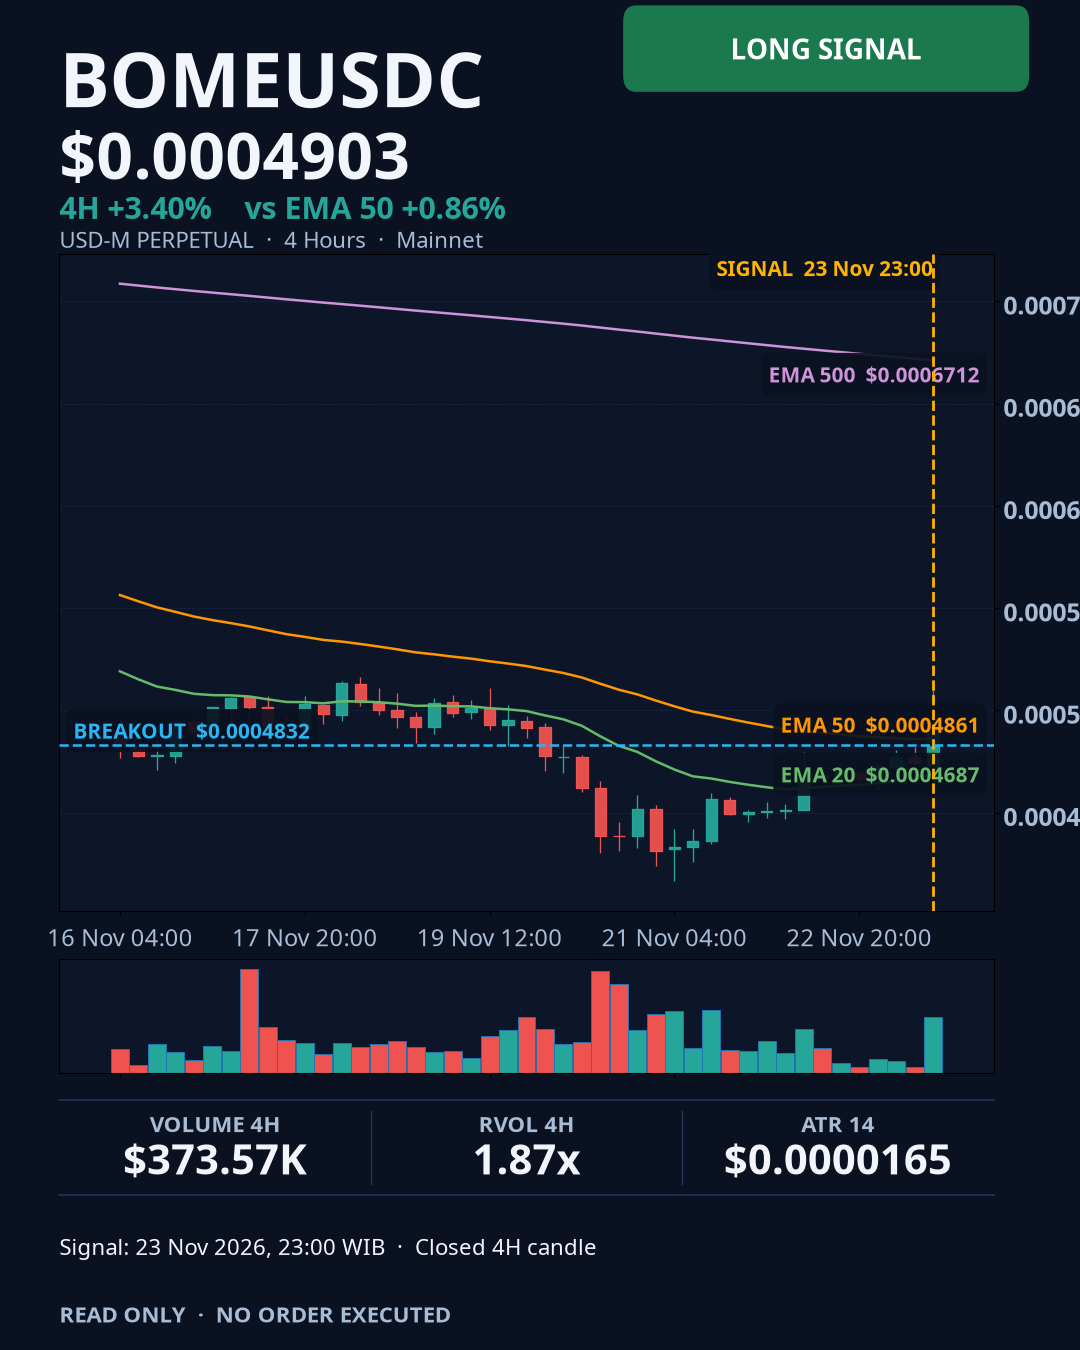 LONG SIGNAL
BOMEUSDC
$0.0004903
4H +3.40% vs EMA 50 +0.86%
USD-M PERPETUAL · 4 Hours · Mainnet
SIGNAL 23 Nov 23:00
0.0007
EMA 500 $0.0006712
0.0006
0.0006
0.0005
0.0005
EMA 50 $0.0004861
BREAKOUT $0.0004832
EMA 20 $0.0004687
0.0004
16 Nov 04:00 17 Nov 20:00 19 Nov 12:00 21 Nov 04:00 22 Nov 20:00
VOLUME 4H RVOL 4H ATR 14
$373.57K 1.87x $0.0000165
Signal: 23 Nov 2026, 23:00 WIB · Closed 4H candle
READ ONLY · NO ORDER EXECUTED